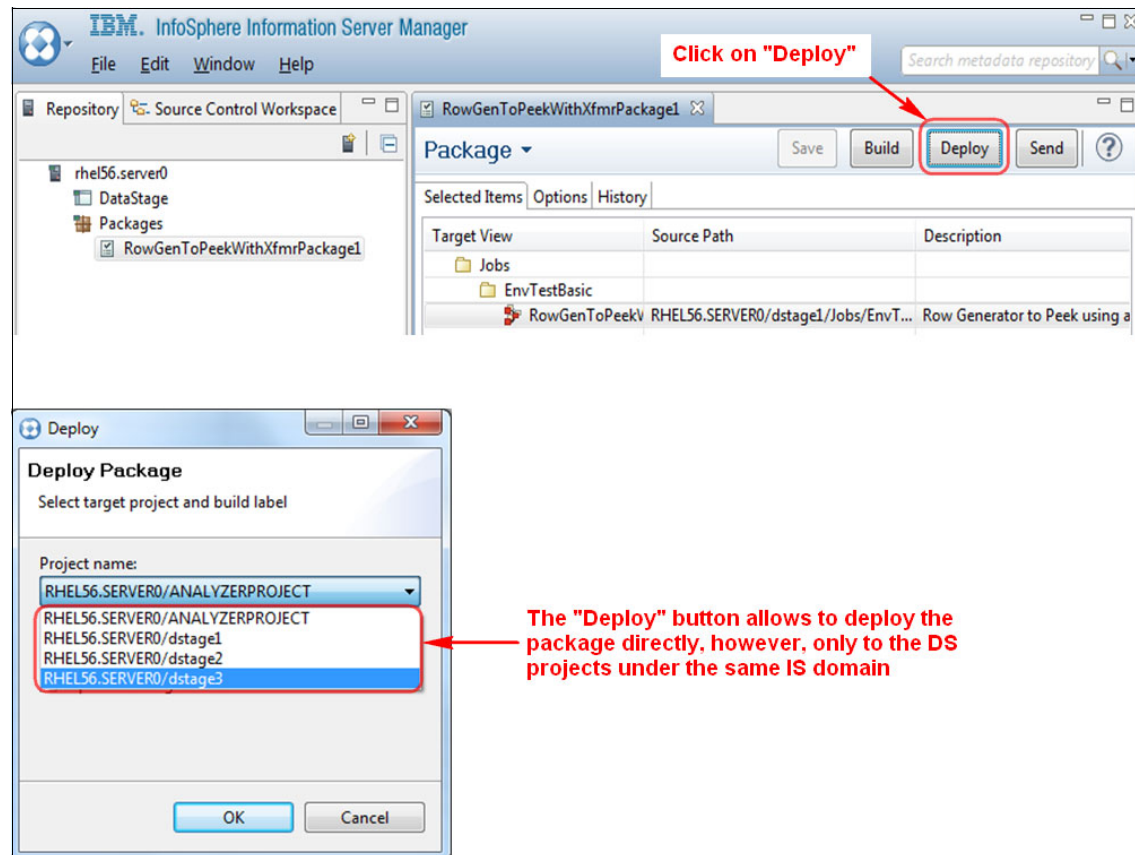 IBM. InfoSphere Information Server Manager
File Edit Window Help
Click on "Deploy"
Search metadata repository
Repository Source Control Workspace
RowGenToPeekWithXfmrPackage1
Package
Save Build Deploy Send ?
rhel56.server0
DataStage
Packages
RowGenToPeekWithXfmrPackage1
Selected Items Options History
Target View Source Path Description
Jobs
EnvTestBasic
RowGenToPeekV RHEL56.SERVER0/dstage1/Jobs/EnvT... Row Generator to Peek using a
Deploy
Deploy Package
Select target project and build label
Project name:
RHEL56.SERVER0/ANALYZERPROJECT
RHEL56.SERVER0/ANALYZERPROJECT
RHEL56.SERVER0/dstage1
RHEL56.SERVER0/dstage2
RHEL56.SERVER0/dstage3
The "Deploy" button allows to deploy the
package directly, however, only to the DS
projects under the same IS domain
OK Cancel